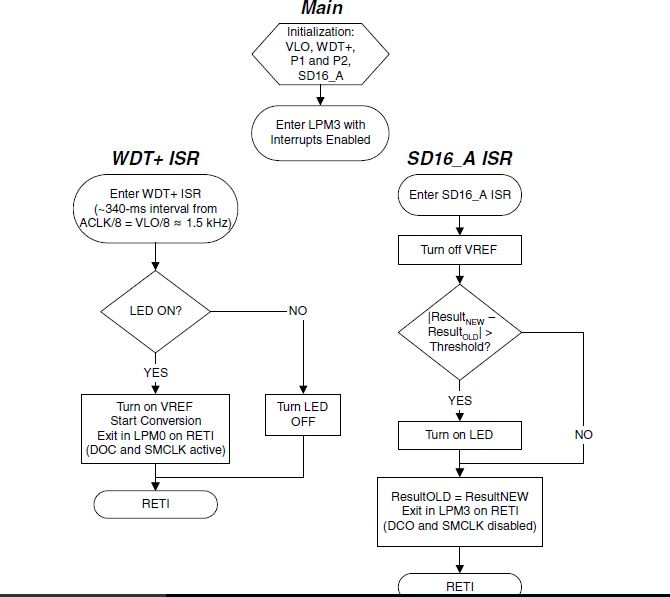 Main
Initialization:
VLO, WDT+,
P1 and P2,
SD16_A
Enter LPM3 with
Interrupts Enabled
WDT+ ISR
Enter WDT+ ISR
(~340-ms interval from
ACLK/8 = VLO/8 ≈ 1.5 kHz)
LED ON?
NO
YES
Turn on VREF
Start Conversion
Exit in LPM0 on RETI
(DOC and SMCLK active)
Turn LED
OFF
RETI
SD16_A ISR
Enter SD16_A ISR
Turn off VREF
|ResultNEW –
ResultOLD| >
Threshold?
YES
NO
Turn on LED
ResultOLD = ResultNEW
Exit in LPM3 on RETI
(DCO and SMCLK disabled)
RETI